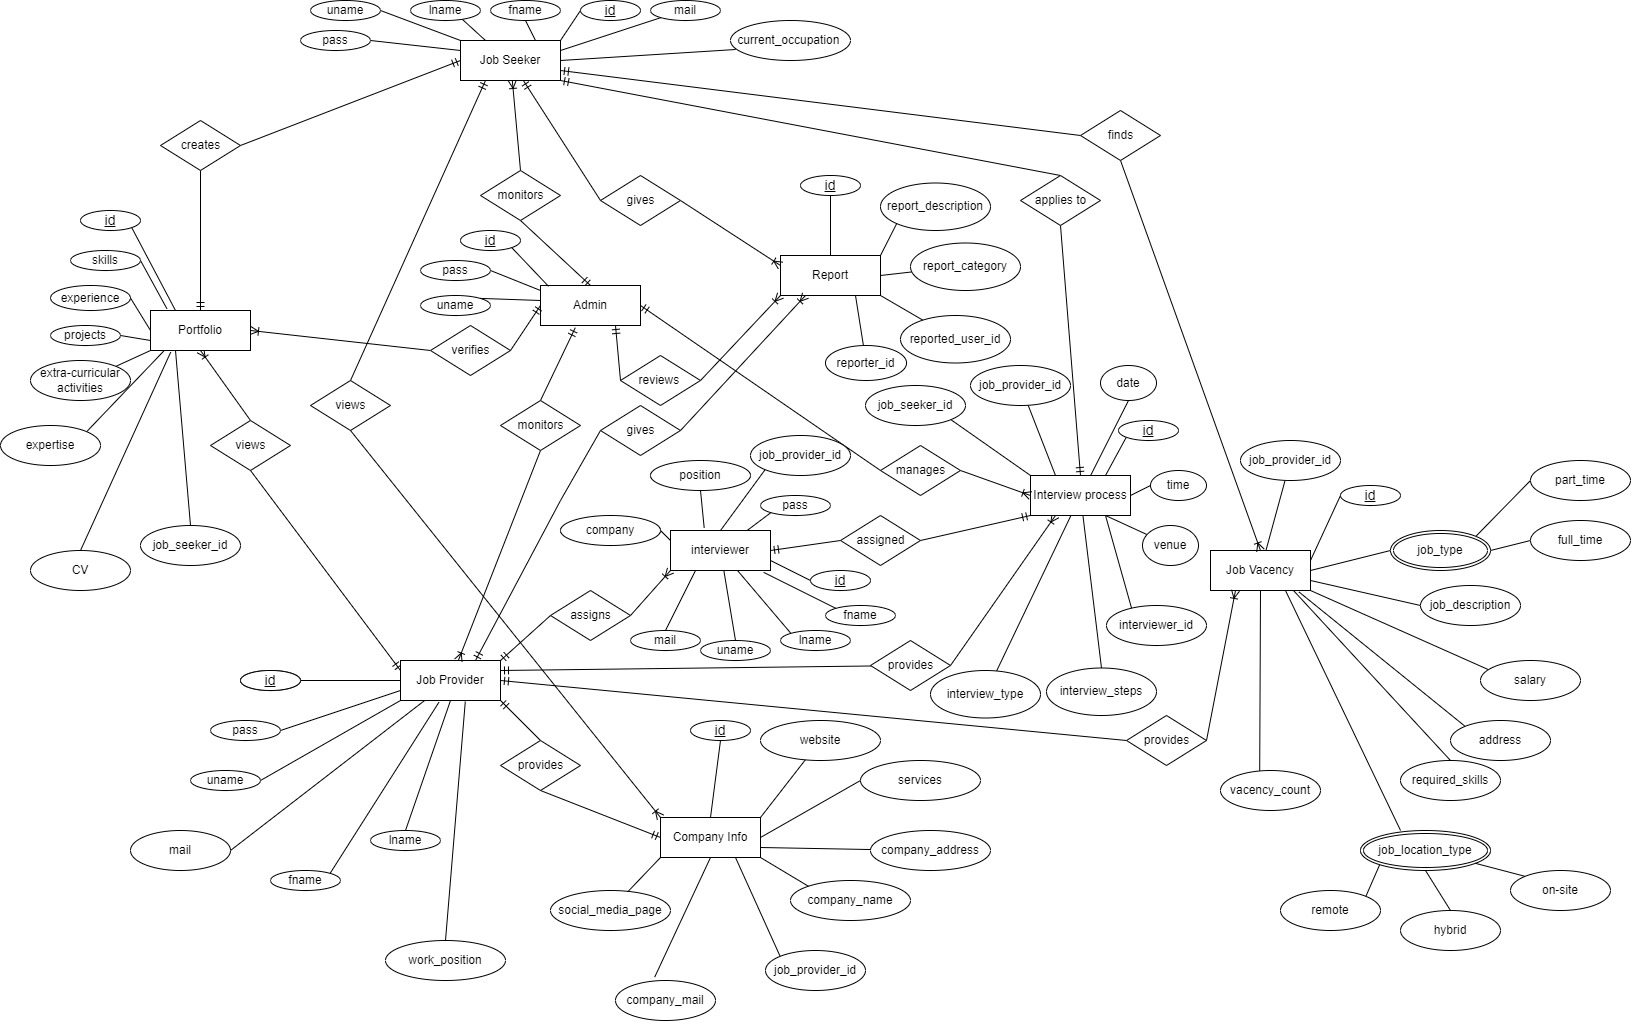 uname
lname
fname
id
mail
pass
current_occupation
Job Seeker
creates
finds
monitors
gives
applies to
id
report_description
id
id
skills
pass
Report
report_category
experience
uname
Admin
Portfolio
projects
verifies
reported_user_id
reporter_id
extra-curricular
activities
reviews
job_provider_id
date
views
job_seeker_id
monitors
gives
id
expertise
views
job_provider_id
job_provider_id
position
manages
time
part_time
Interview process
id
pass
company
assigned
full_time
job_seeker_id
interviewer
venue
job_type
CV
Job Vacency
id
job_description
assigns
fname
interviewer_id
mail
uname
lname
provides
id
Job Provider
salary
interview_type
interview_steps
pass
id
website
provides
address
provides
uname
services
required_skills
vacency_count
Company Info
lname
mail
company_address
job_location_type
fname
company_name
on-site
social_media_page
remote
hybrid
work_position
job_provider_id
company_mail